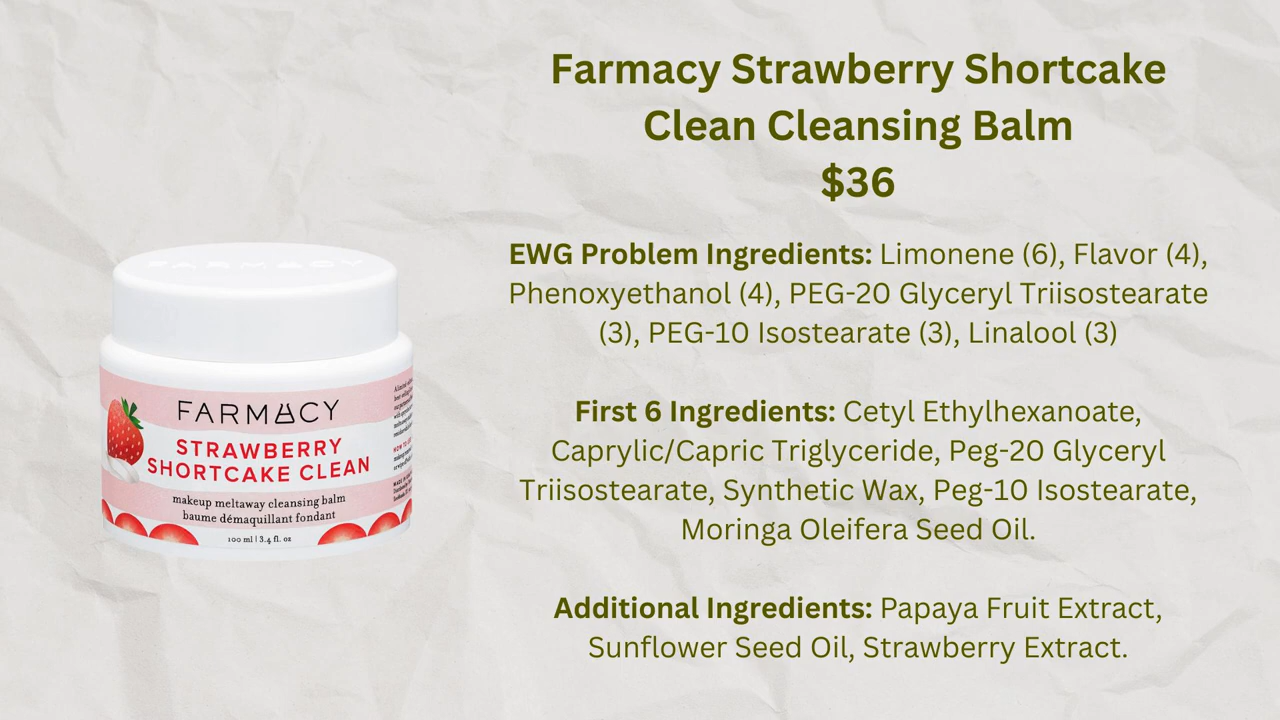 Farmacy Strawberry Shortcake
Clean Cleansing Balm
$36
EWG Problem Ingredients: Limonene (6), Flavor (4),
Phenoxyethanol (4), PEG-20 Glyceryl Triisostearate
(3), PEG-10 Isostearate (3), Linalool (3)
First 6 Ingredients: Cetyl Ethylhexanoate,
Caprylic/Capric Triglyceride, Peg-20 Glyceryl
Triisostearate, Synthetic Wax, Peg-10 Isostearate,
Moringa Oleifera Seed Oil.
Additional Ingredients: Papaya Fruit Extract,
Sunflower Seed Oil, Strawberry Extract.
FARMACY
FARMACY
STRAWBERRY
SHORTCAKE CLEAN
makeup meltaway cleansing balm
baume démaquillant fondant
100 ml | 3.4 fl. oz